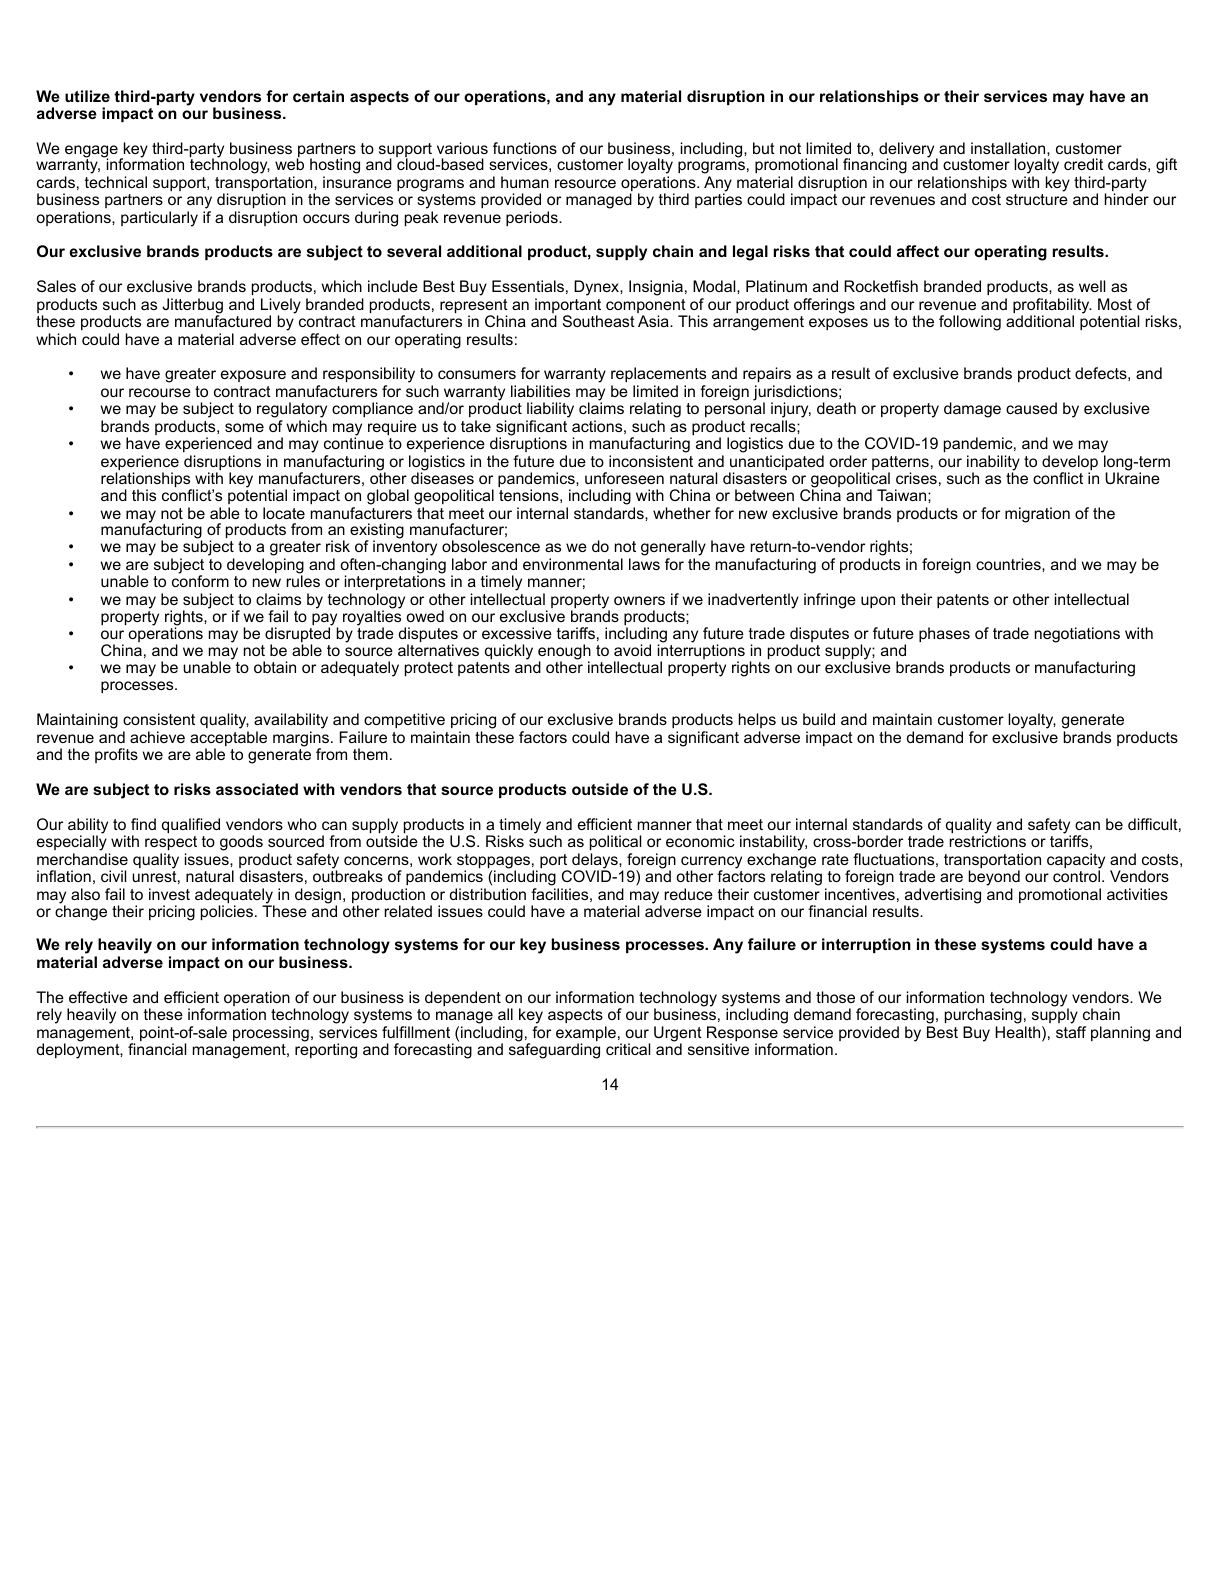 We utilize third-party vendors for certain aspects of our operations, and any material disruption in our relationships or their services may have an
adverse impact on our business.
We engage key third-party business partners to support various functions of our business, including, but not limited to, delivery and installation, customer
warranty, information technology, web hosting and cloud-based services, customer loyalty programs, promotional financing and customer loyalty credit cards, gift
cards, technical support, transportation, insurance programs and human resource operations. Any material disruption in our relationships with key third-party
business partners or any disruption in the services or systems provided or managed by third parties could impact our revenues and cost structure and hinder our
operations, particularly if a disruption occurs during peak revenue periods.
Our exclusive brands products are subject to several additional product, supply chain and legal risks that could affect our operating results.
Sales of our exclusive brands products, which include Best Buy Essentials, Dynex, Insignia, Modal, Platinum and Rocketfish branded products, as well as
products such as Jitterbug and Lively branded products, represent an important component of our product offerings and our revenue and profitability. Most of
these products are manufactured by contract manufacturers in China and Southeast Asia. This arrangement exposes us to the following additional potential risks,
which could have a material adverse effect on our operating results:
• we have greater exposure and responsibility to consumers for warranty replacements and repairs as a result of exclusive brands product defects, and
our recourse to contract manufacturers for such warranty liabilities may be limited in foreign jurisdictions;
• we may be subject to regulatory compliance and/or product liability claims relating to personal injury, death or property damage caused by exclusive
brands products, some of which may require us to take significant actions, such as product recalls;
• we have experienced and may continue to experience disruptions in manufacturing and logistics due to the COVID-19 pandemic, and we may
experience disruptions in manufacturing or logistics in the future due to inconsistent and unanticipated order patterns, our inability to develop long-term
relationships with key manufacturers, other diseases or pandemics, unforeseen natural disasters or geopolitical crises, such as the conflict in Ukraine
and this conflict’s potential impact on global geopolitical tensions, including with China or between China and Taiwan;
• we may not be able to locate manufacturers that meet our internal standards, whether for new exclusive brands products or for migration of the
manufacturing of products from an existing manufacturer;
• we may be subject to a greater risk of inventory obsolescence as we do not generally have return-to-vendor rights;
• we are subject to developing and often-changing labor and environmental laws for the manufacturing of products in foreign countries, and we may be
unable to conform to new rules or interpretations in a timely manner;
• we may be subject to claims by technology or other intellectual property owners if we inadvertently infringe upon their patents or other intellectual
property rights, or if we fail to pay royalties owed on our exclusive brands products;
• our operations may be disrupted by trade disputes or excessive tariffs, including any future trade disputes or future phases of trade negotiations with
China, and we may not be able to source alternatives quickly enough to avoid interruptions in product supply; and
• we may be unable to obtain or adequately protect patents and other intellectual property rights on our exclusive brands products or manufacturing
processes.
Maintaining consistent quality, availability and competitive pricing of our exclusive brands products helps us build and maintain customer loyalty, generate
revenue and achieve acceptable margins. Failure to maintain these factors could have a significant adverse impact on the demand for exclusive brands products
and the profits we are able to generate from them.
We are subject to risks associated with vendors that source products outside of the U.S.
Our ability to find qualified vendors who can supply products in a timely and efficient manner that meet our internal standards of quality and safety can be difficult,
especially with respect to goods sourced from outside the U.S. Risks such as political or economic instability, cross-border trade restrictions or tariffs,
merchandise quality issues, product safety concerns, work stoppages, port delays, foreign currency exchange rate fluctuations, transportation capacity and costs,
inflation, civil unrest, natural disasters, outbreaks of pandemics (including COVID-19) and other factors relating to foreign trade are beyond our control. Vendors
may also fail to invest adequately in design, production or distribution facilities, and may reduce their customer incentives, advertising and promotional activities
or change their pricing policies. These and other related issues could have a material adverse impact on our financial results.
We rely heavily on our information technology systems for our key business processes. Any failure or interruption in these systems could have a
material adverse impact on our business.
The effective and efficient operation of our business is dependent on our information technology systems and those of our information technology vendors. We
rely heavily on these information technology systems to manage all key aspects of our business, including demand forecasting, purchasing, supply chain
management, point-of-sale processing, services fulfillment (including, for example, our Urgent Response service provided by Best Buy Health), staff planning and
deployment, financial management, reporting and forecasting and safeguarding critical and sensitive information.
14